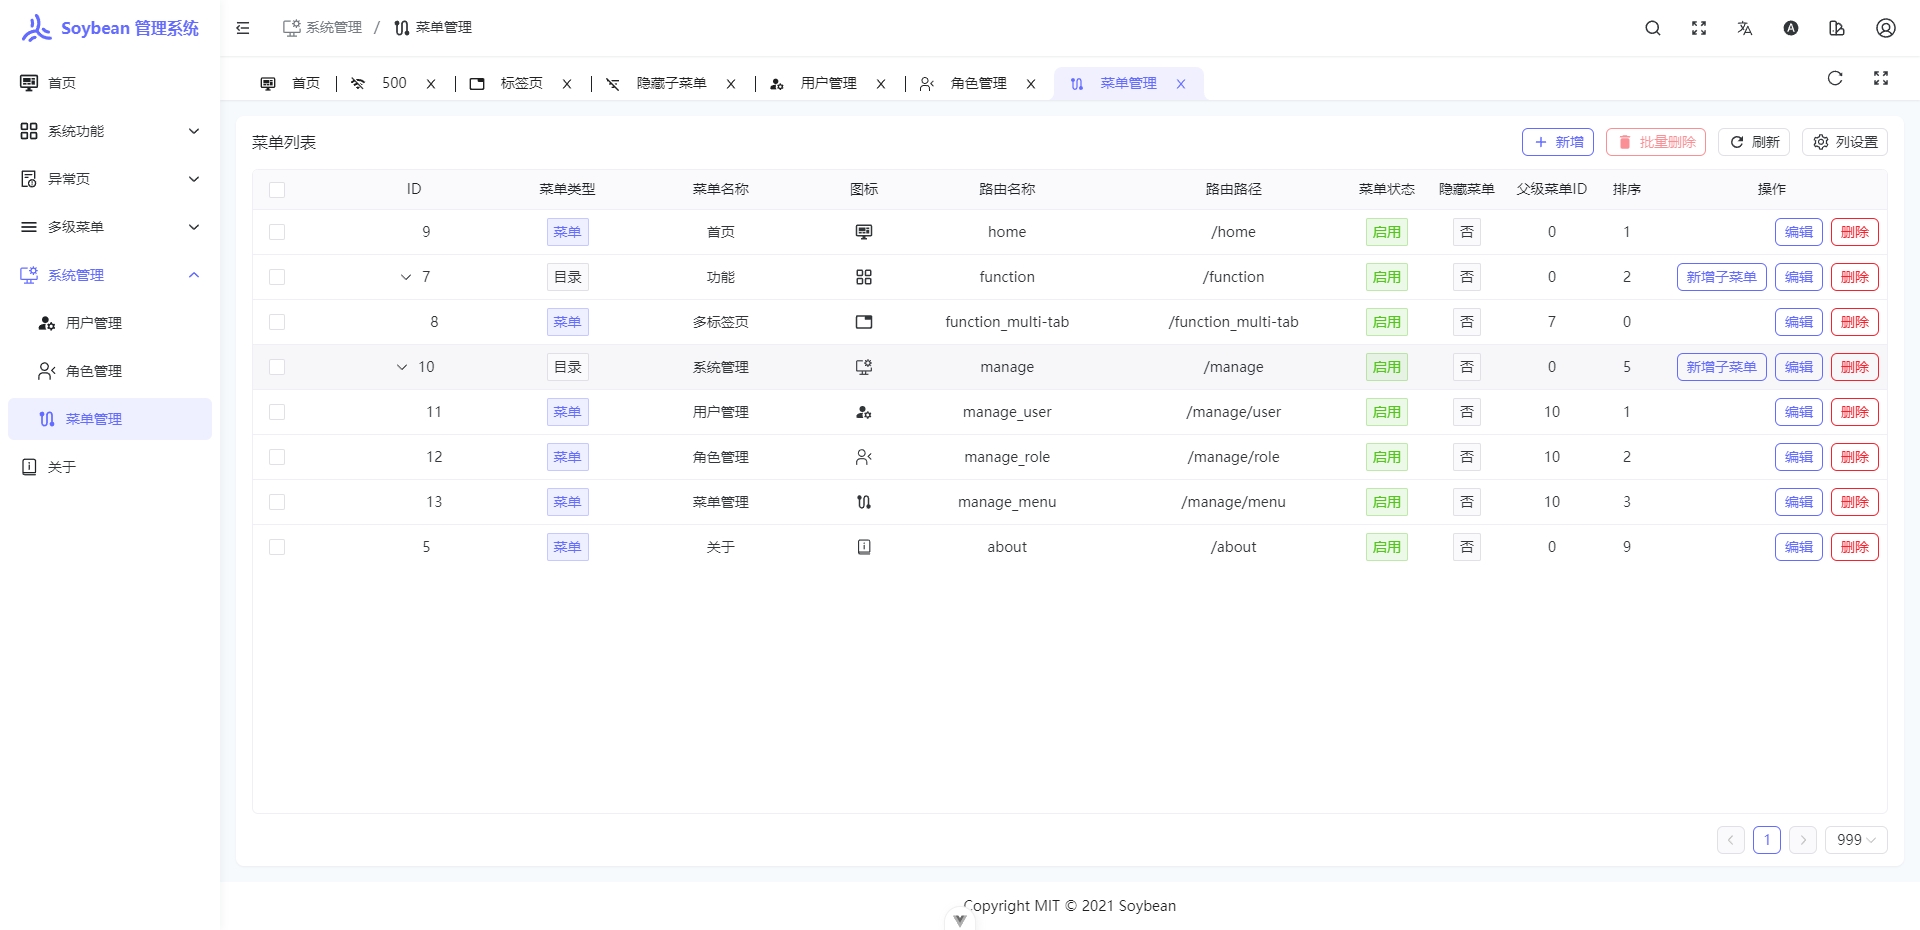 Soybean 管理系统
系统管理 / 菜单管理
首页
系统功能
异常页
多级菜单
系统管理
用户管理
角色管理
菜单管理
关于
首页 500 标签页 隐藏子菜单 用户管理 角色管理 菜单管理
菜单列表 新增 批量删除 刷新 列设置
ID 菜单类型 菜单名称 图标 路由名称 路由路径 菜单状态 隐藏菜单 父级菜单ID 排序 操作
9 菜单 首页 home /home 启用 否 0 1 编辑 删除
7 目录 功能 function /function 启用 否 0 2 新增子菜单 编辑 删除
8 菜单 多标签页 function_multi-tab /function_multi-tab 启用 否 7 0 编辑 删除
10 目录 系统管理 manage /manage 启用 否 0 5 新增子菜单 编辑 删除
11 菜单 用户管理 manage_user /manage/user 启用 否 10 1 编辑 删除
12 菜单 角色管理 manage_role /manage/role 启用 否 10 2 编辑 删除
13 菜单 菜单管理 manage_menu /manage/menu 启用 否 10 3 编辑 删除
5 菜单 关于 about /about 启用 否 0 9 编辑 删除
1 999
Copyright MIT © 2021 Soybean